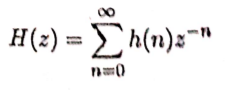 H(z) = ∑_{n=0}^{∞} h(n)z^{-n}